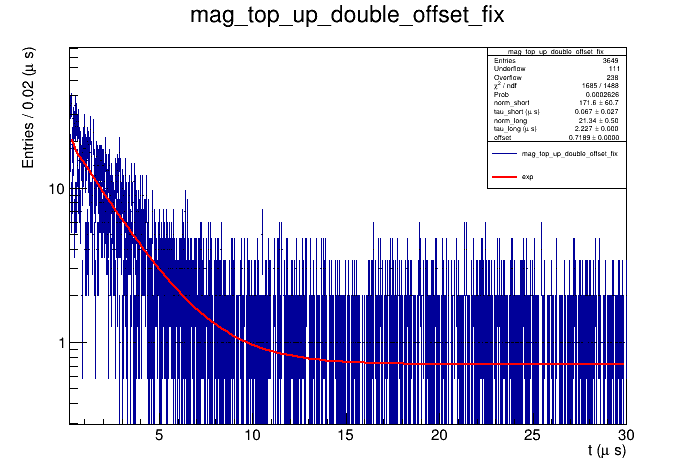 mag_top_up_double_offset_fix
Entries / 0.02 (μ s)
mag_top_up_double_offset_fix
Entries 3649
Underflow 111
Overflow 238
χ² / ndf 1685 / 1488
Prob 0.0002626
norm_short 171.6 ± 60.7
tau_short (μ s) 0.067 ± 0.027
norm_long 21.34 ± 0.50
tau_long (μ s) 2.227 ± 0.000
offset 0.7189 ± 0.0000
mag_top_up_double_offset_fix
exp
10
1
5 10 15 20 25 30
t (μ s)